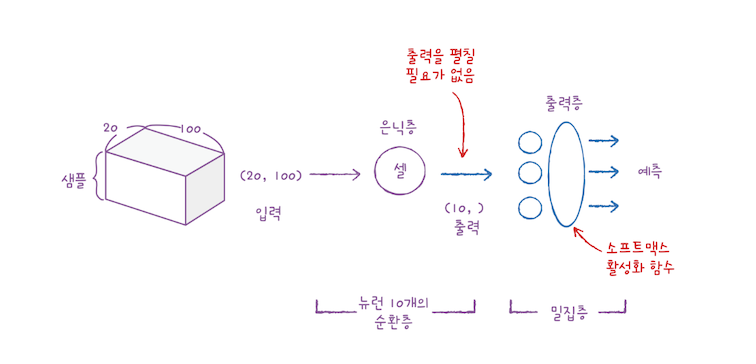 출력을 펼칠
필요가 없음
출력층
20
100
은닉층
샘플
(20, 100)
셀
예측
입력
(10, )
출력
소프트맥스
활성화 함수
뉴런 10개의
순환층
밀집층